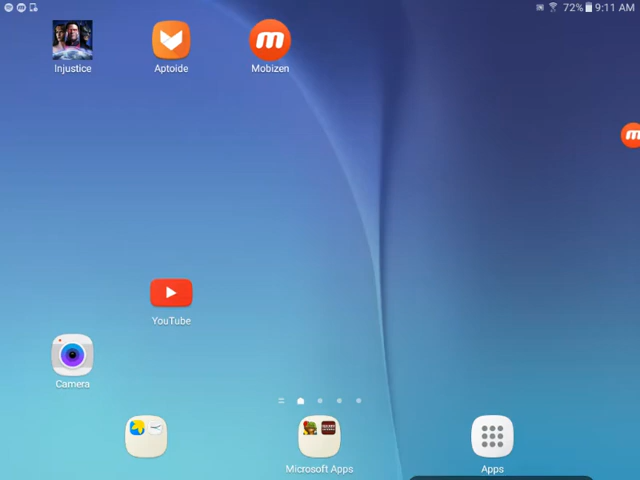 72% 9:11 AM
Injustice
Aptoide
Mobizen
YouTube
Camera
Microsoft Apps
Apps